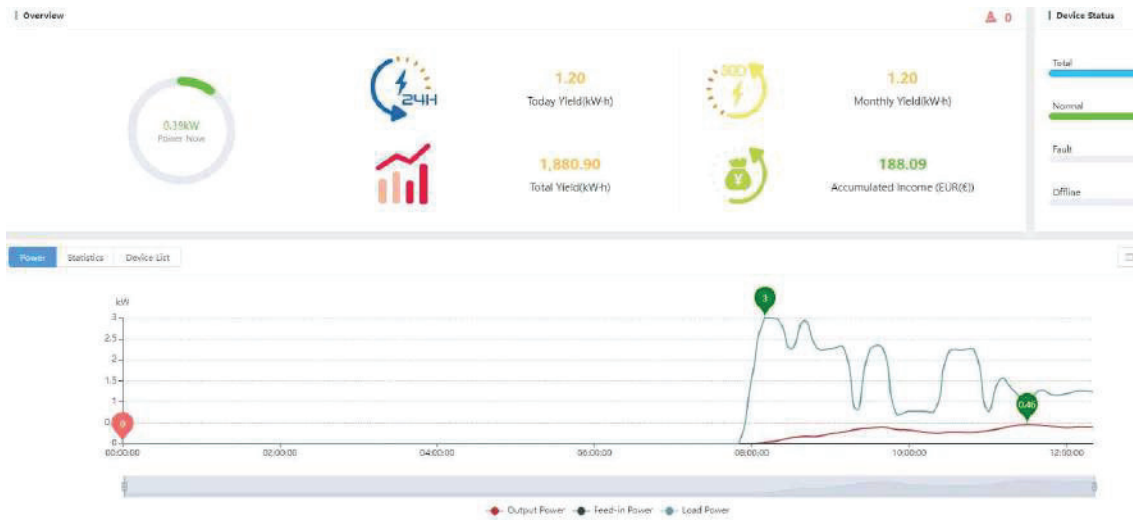 Overview
0
Device Status
0.39kW
Power Now
24H
1.20
Today Yield(kW·h)
30D
1.20
Monthly Yield(kW·h)
1,880.90
Total Yield(kW·h)
¥
188.09
Accumulated Income (EUR(€))
Total
Normal
Fault
Offline
Power
Statistics
Device List
kW
3
2.5
2
1.5
1
0
3
0
0.46
00:00:00
02:00:00
04:00:00
06:00:00
08:00:00
10:00:00
12:00:00
Output Power
Feed-in Power
Load Power